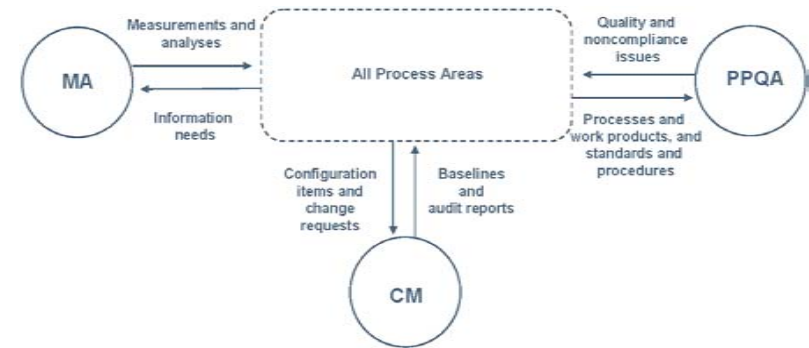 Measurements and
analyses
MA
Information
needs
All Process Areas
Quality and
noncompliance
issues
PPQA
Processes and
work products, and
standards and
procedures
Configuration
items and
change
requests
Baselines
and
audit reports
CM